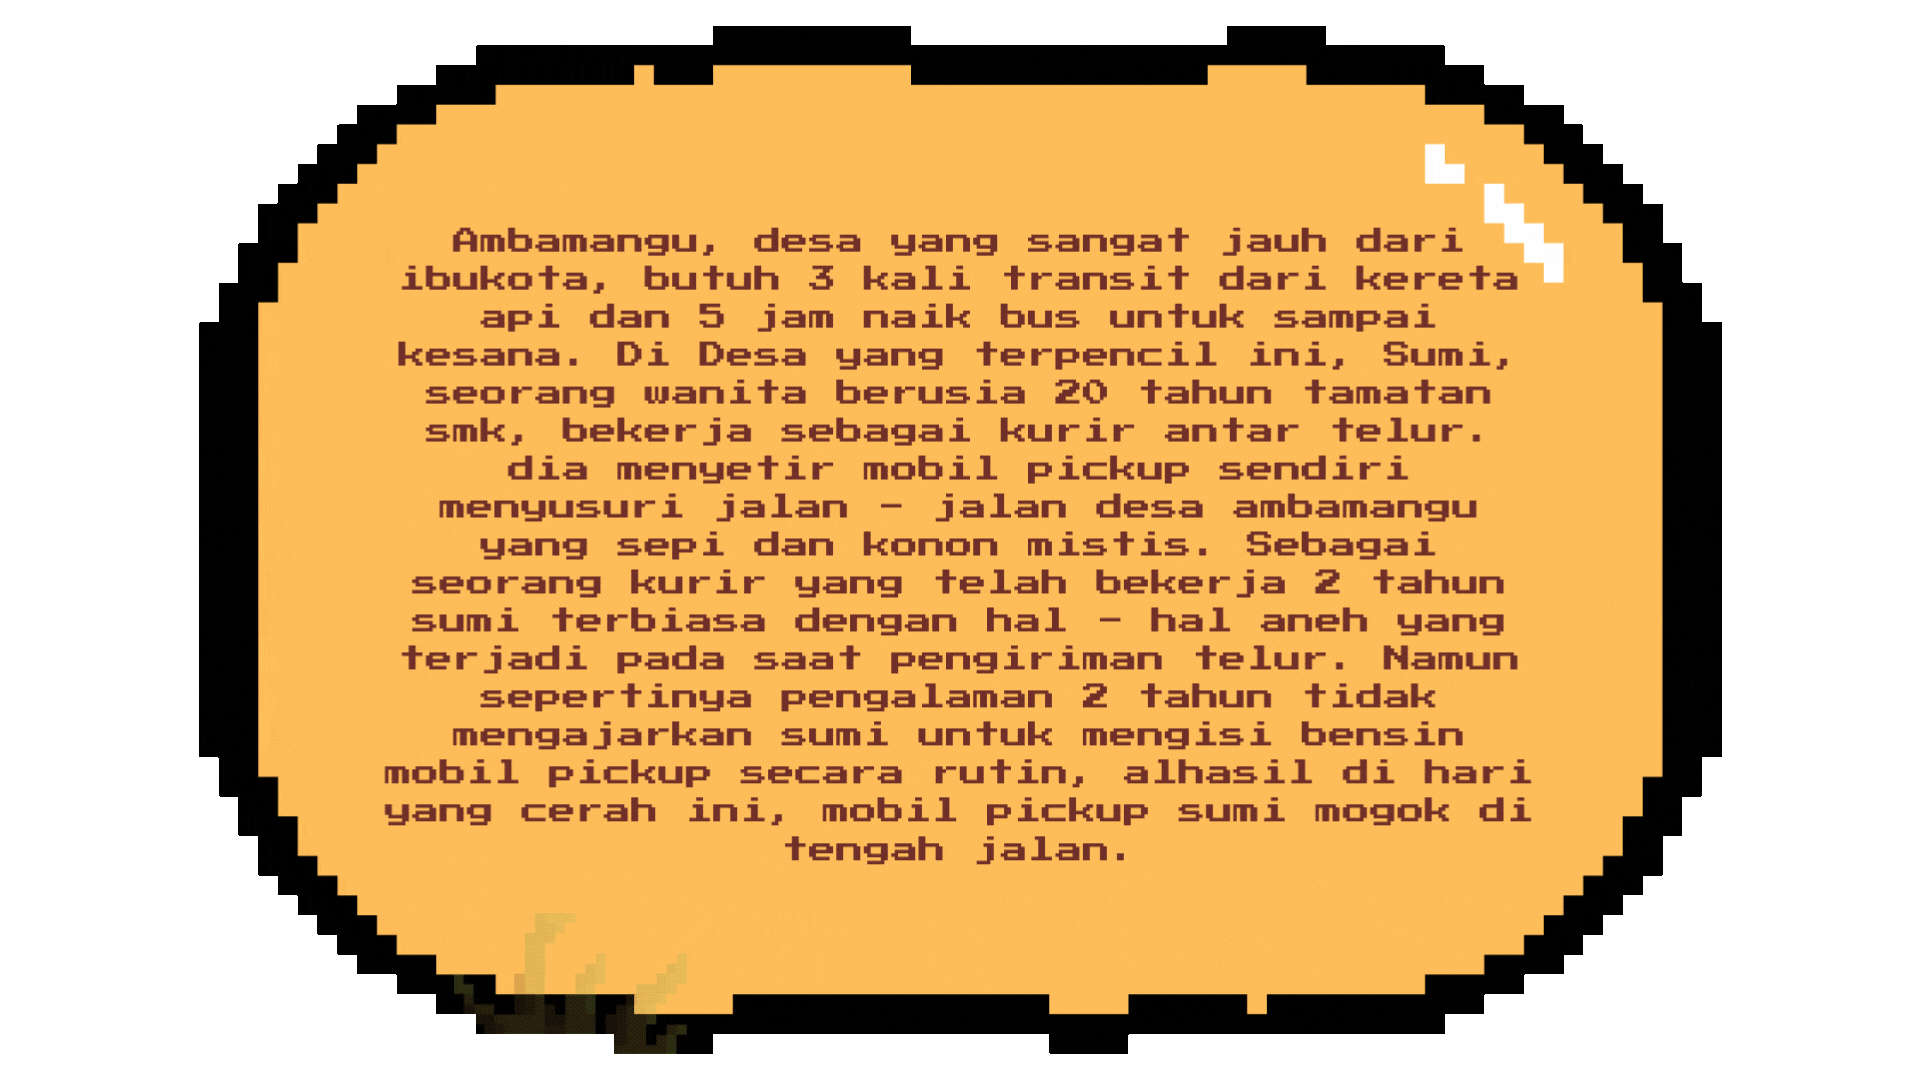 Ambamangu, desa yang sangat jauh dari
ibukota, butuh 3 kali transit dari kereta
api dan 5 jam naik bus untuk sampai
kesana. Di Desa yang terpencil ini, Sumi,
seorang wanita berusia 20 tahun tamatan
smk, bekerja sebagai kurir antar telur.
dia menyetir mobil pickup sendiri
menyusuri jalan - jalan desa ambamangu
yang sepi dan konon mistis. Sebagai
seorang kurir yang telah bekerja 2 tahun
sumi terbiasa dengan hal - hal aneh yang
terjadi pada saat pengiriman telur. Namun
sepertinya pengalaman 2 tahun tidak
mengajarkan sumi untuk mengisi bensin
mobil pickup secara rutin, alhasil di hari
yang cerah ini, mobil pickup sumi mogok di
tengah jalan.